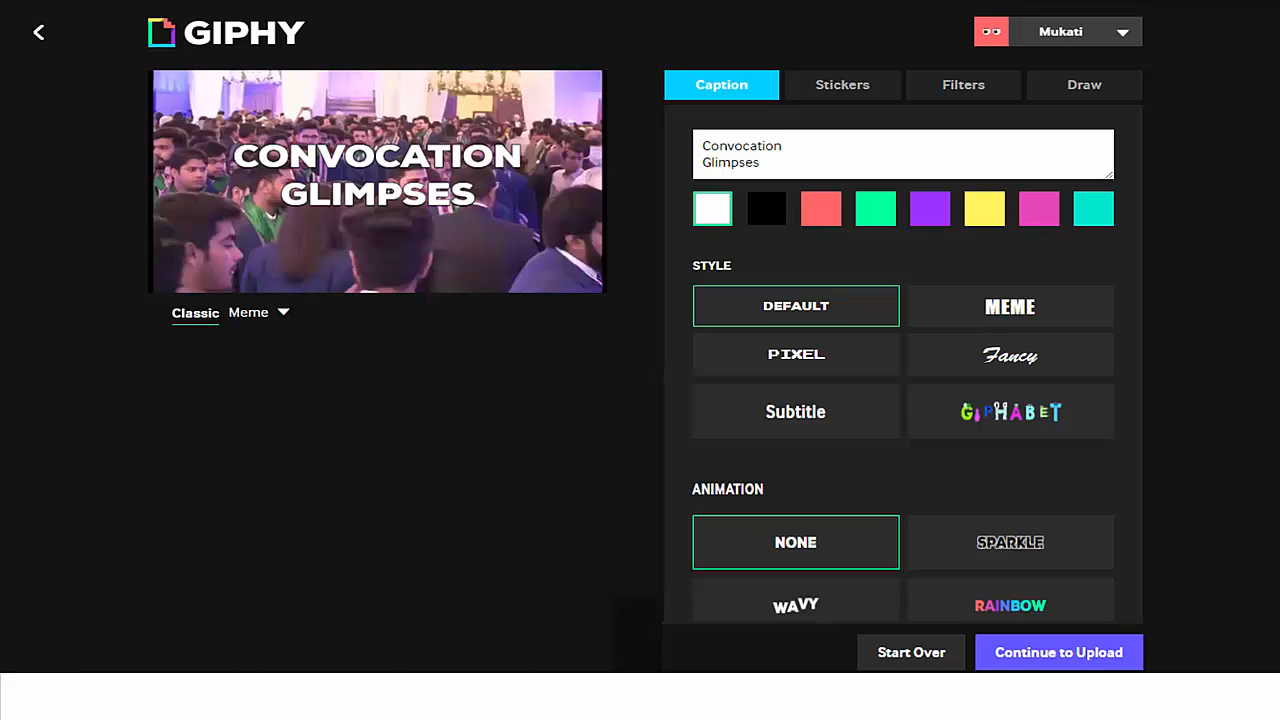 GIPHY
Mukati
Caption
Stickers
Filters
Draw
CONVOCATION
GLIMPSES
Classic
Meme
Convocation
Glimpses
STYLE
DEFAULT
MEME
PIXEL
Fancy
Subtitle
GIPHABET
ANIMATION
NONE
SPARKLE
WAVY
RAINBOW
Start Over
Continue to Upload